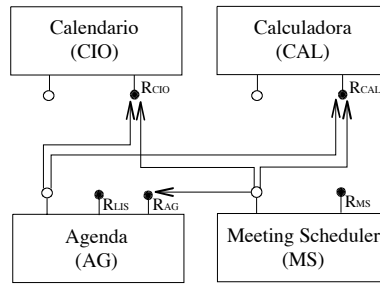 Calendario
(CIO)
Calculadora
(CAL)
RCIO
RCAL
RLIS
RAG
RMS
Agenda
(AG)
Meeting Scheduler
(MS)